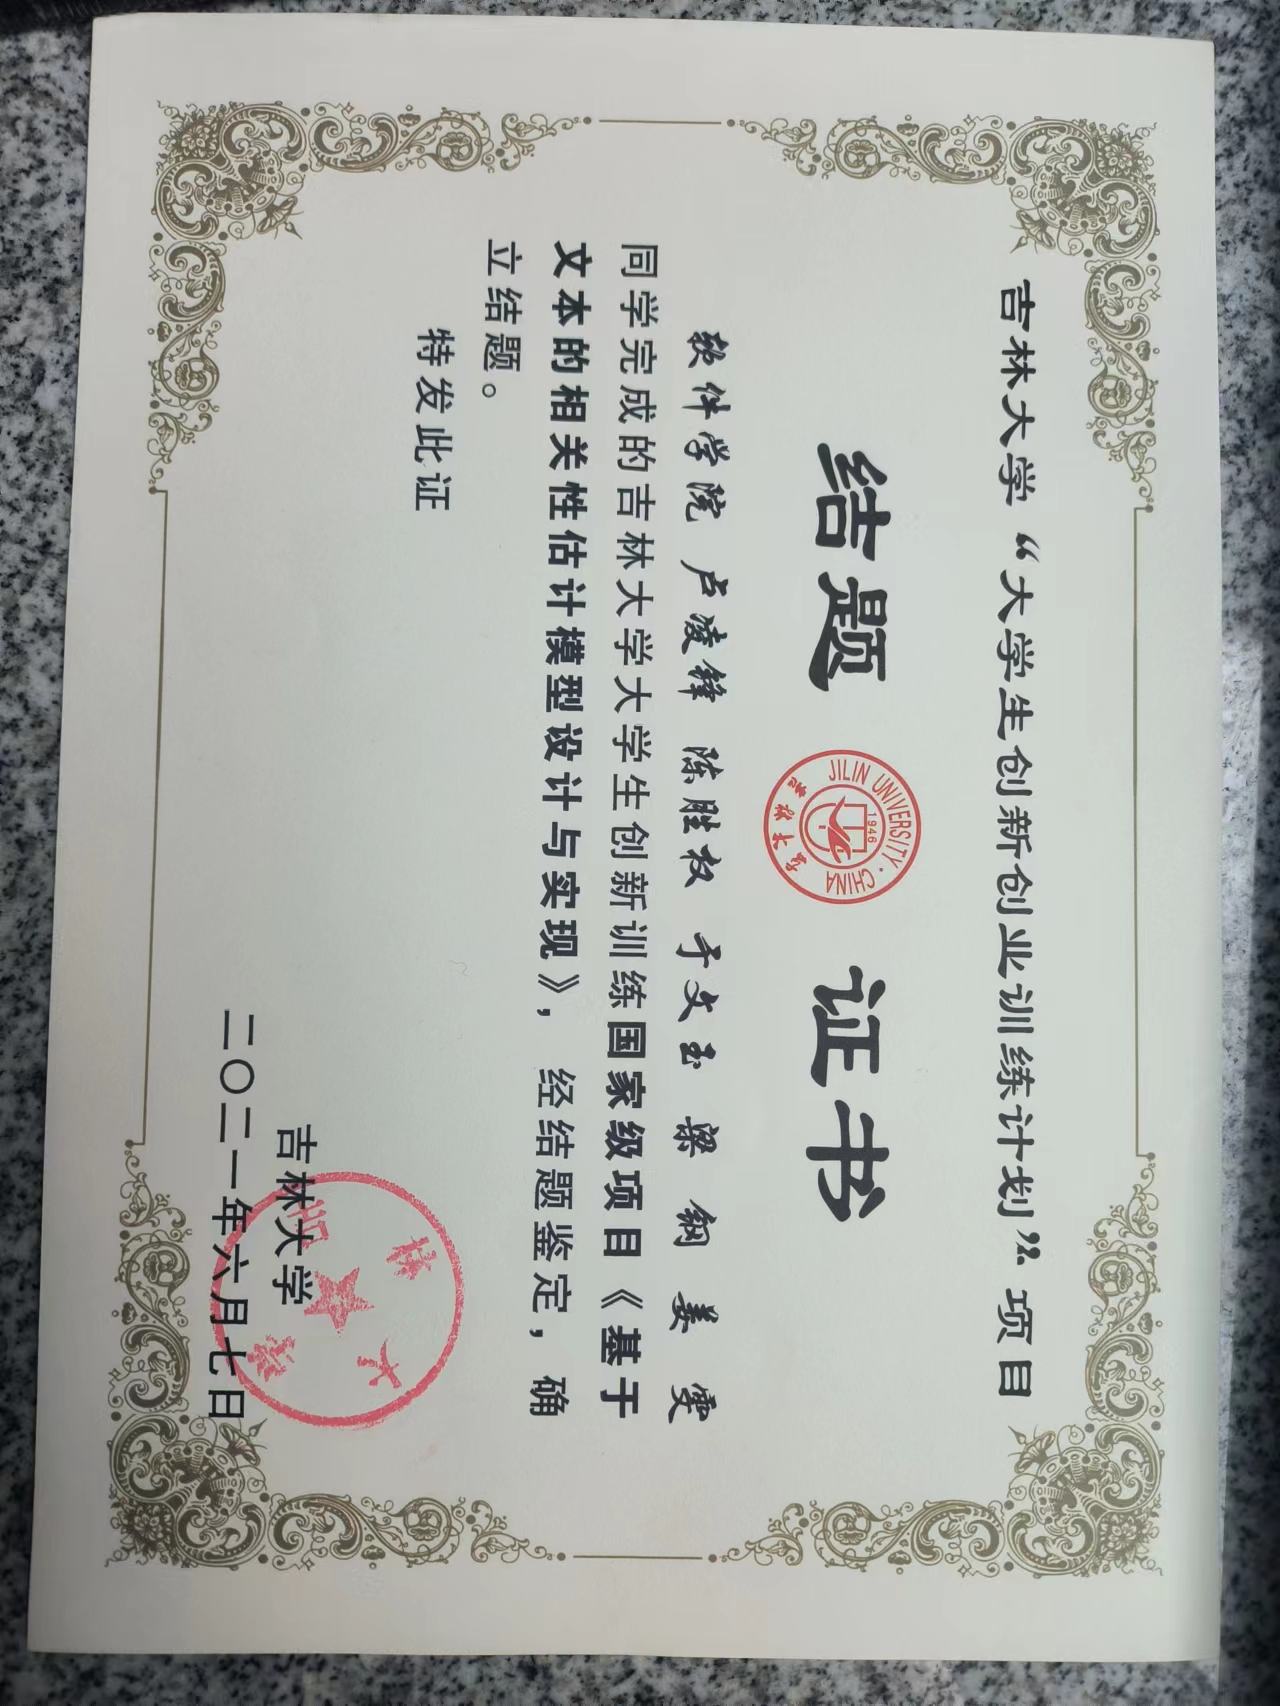 吉林大学“大学生创新创业训练计划”项目
结题 证书
JILIN UNIVERSITY · CHINA
1946
吉林大学
软件学院 卢凌锋 陈胜权 于文玉 梁 钢 姜 雯
同学完成的吉林大学大学生创新训练国家级项目《基于
文本的相关性估计模型设计与实现》，经结题鉴定，确
立结题。
特发此证
吉林大学
吉林大学
二〇二一年六月七日